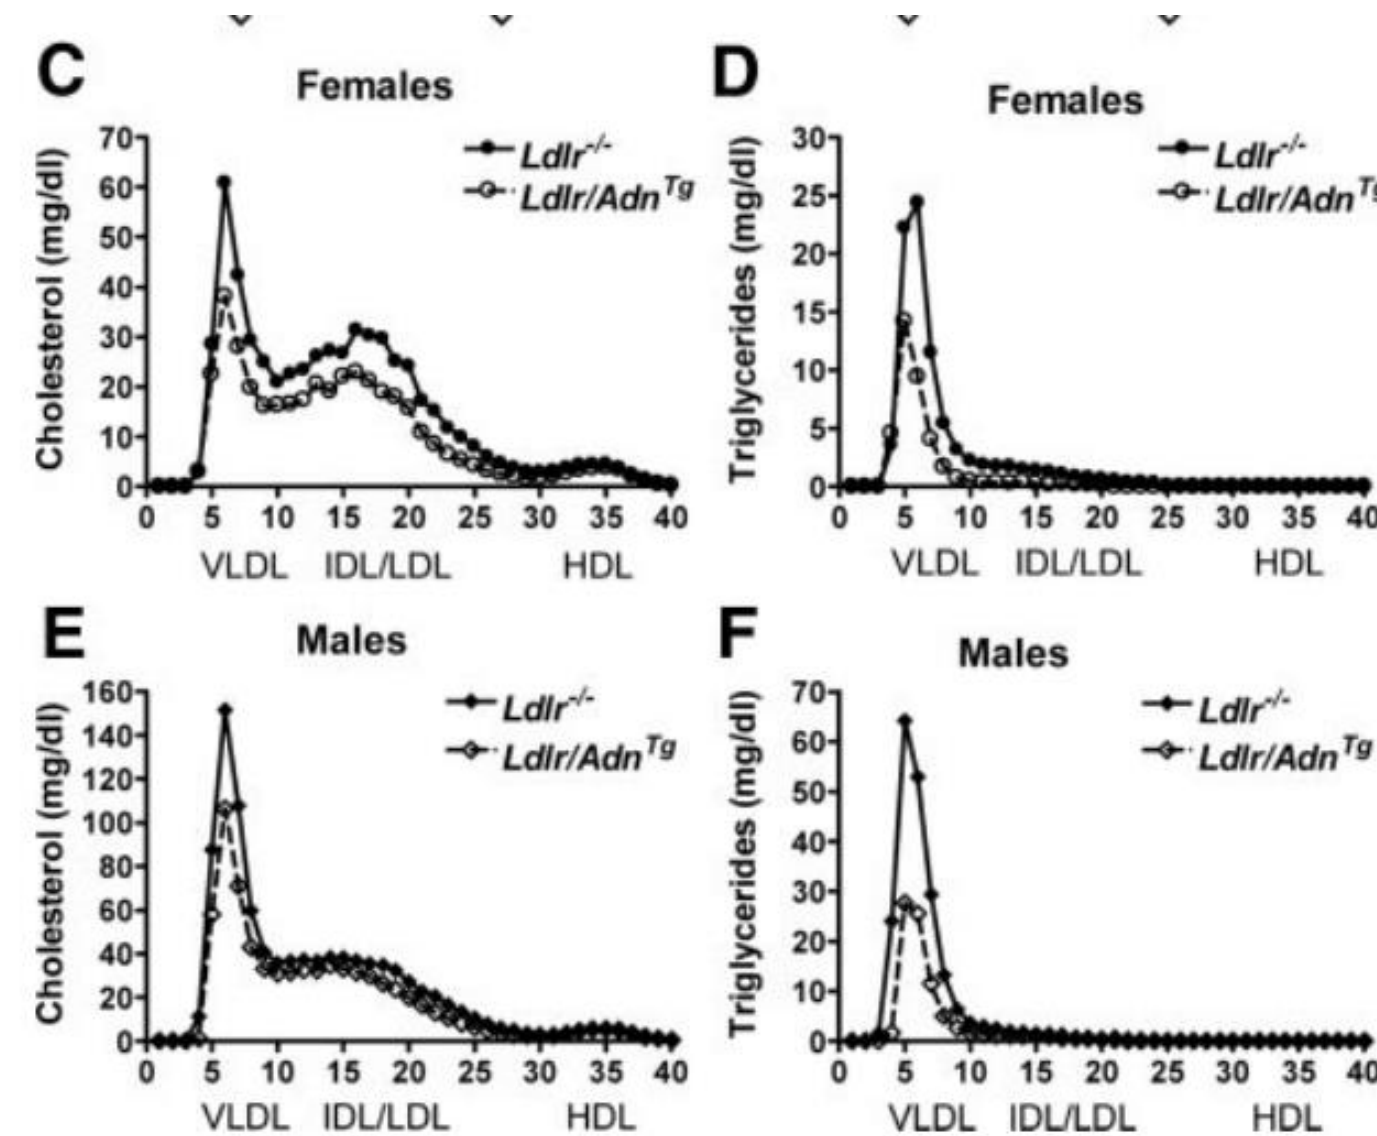 C
Females
Cholesterol (mg/dl)
70
60
50
40
30
20
10
0
Ldlr-/-
Ldlr/AdnTg
0 5 10 15 20 25 30 35 40
VLDL IDL/LDL HDL
D
Females
Triglycerides (mg/dl)
30
25
20
15
10
5
0
Ldlr-/-
Ldlr/AdnTg
0 5 10 15 20 25 30 35 40
VLDL IDL/LDL HDL
E
Males
Cholesterol (mg/dl)
160
140
120
100
80
60
40
20
0
Ldlr-/-
Ldlr/AdnTg
0 5 10 15 20 25 30 35 40
VLDL IDL/LDL HDL
F
Males
Triglycerides (mg/dl)
70
60
50
40
30
20
10
0
Ldlr-/-
Ldlr/AdnTg
0 5 10 15 20 25 30 35 40
VLDL IDL/LDL HDL